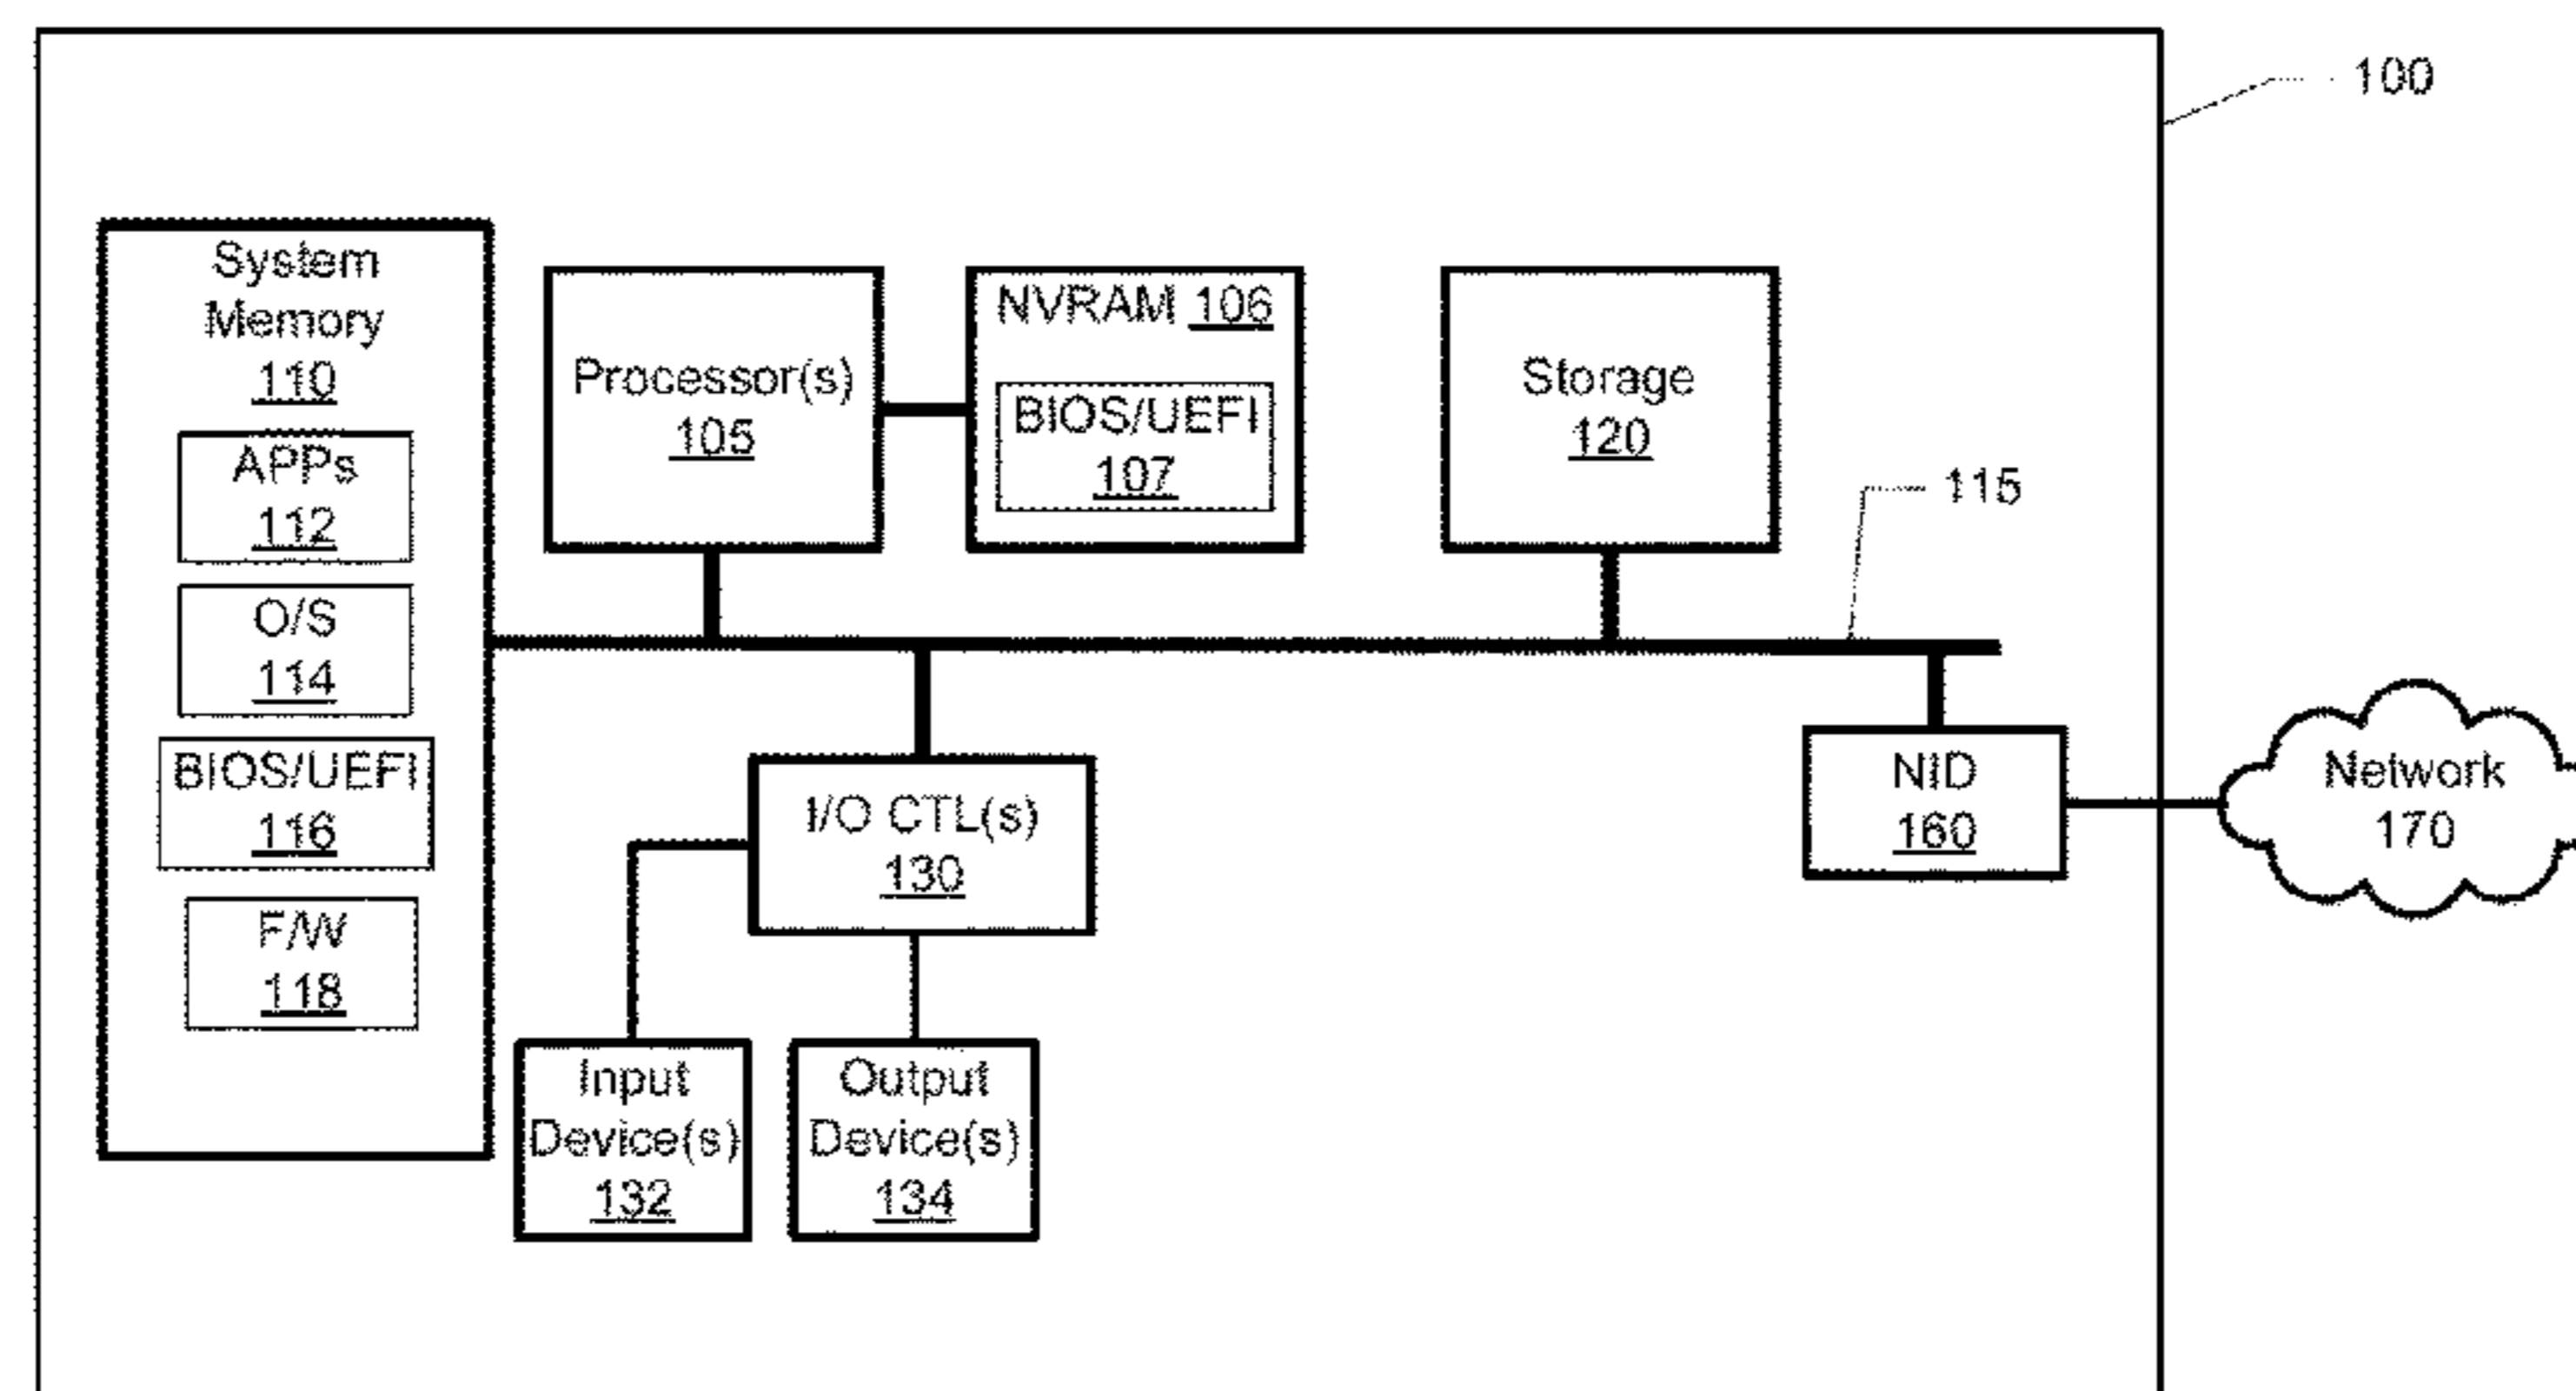 100
System
Memory
110
APPs
112
O/S
114
BIOS/UEFI
116
F/W
118
Processor(s)
105
NVRAM 106
BIOS/UEFI
107
Storage
120
115
I/O CTL(s)
130
Input
Device(s)
132
Output
Device(s)
134
NID
160
Network
170